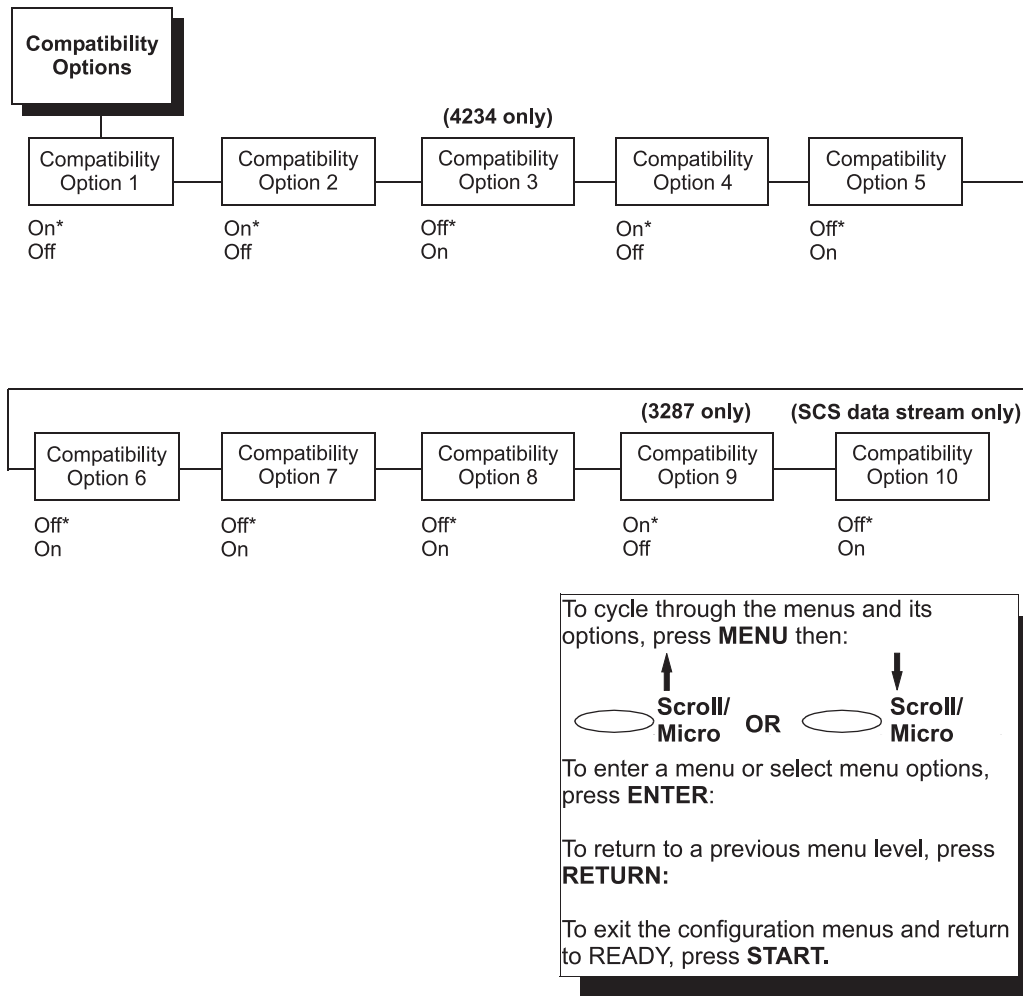 Compatibility
Options
(4234 only)
Compatibility
Option 1
Compatibility
Option 2
Compatibility
Option 3
Compatibility
Option 4
Compatibility
Option 5
On*
Off
On*
Off
Off*
On
On*
Off
Off*
On
(3287 only)
(SCS data stream only)
Compatibility
Option 6
Compatibility
Option 7
Compatibility
Option 8
Compatibility
Option 9
Compatibility
Option 10
Off*
On
Off*
On
Off*
On
On*
Off
Off*
On
To cycle through the menus and its
options, press MENU then:
Scroll/
Micro
OR
Scroll/
Micro
To enter a menu or select menu options,
press ENTER:
To return to a previous menu level, press
RETURN:
To exit the configuration menus and return
to READY, press START.